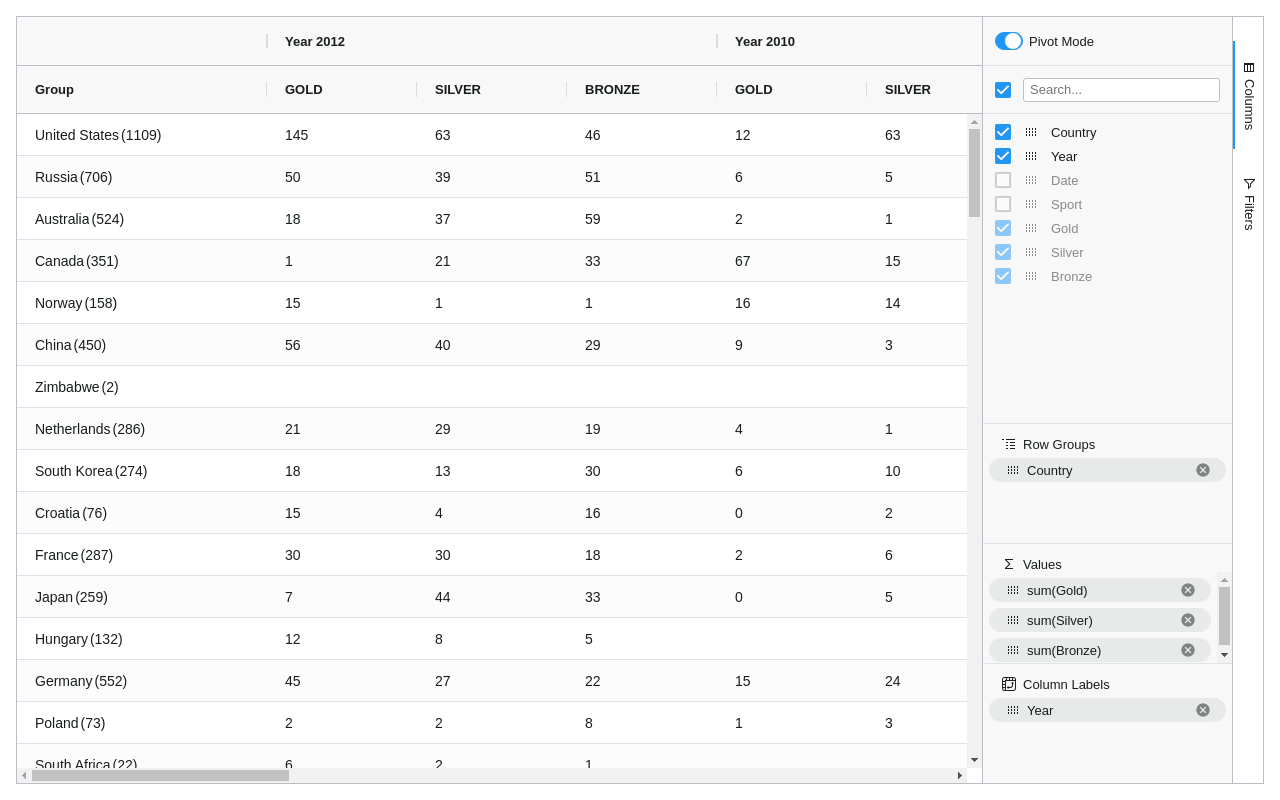 Year 2012 Year 2010
Group GOLD SILVER BRONZE GOLD SILVER
United States (1109) 145 63 46 12 63
Russia (706) 50 39 51 6 5
Australia (524) 18 37 59 2 1
Canada (351) 1 21 33 67 15
Norway (158) 15 1 1 16 14
China (450) 56 40 29 9 3
Zimbabwe (2)
Netherlands (286) 21 29 19 4 1
South Korea (274) 18 13 30 6 10
Croatia (76) 15 4 16 0 2
France (287) 30 30 18 2 6
Japan (259) 7 44 33 0 5
Hungary (132) 12 8 5
Germany (552) 45 27 22 15 24
Poland (73) 2 2 8 1 3
South Africa (22) 6 2 1
Pivot Mode
Search...
Country
Year
Date
Sport
Gold
Silver
Bronze
Row Groups
Country
Values
sum(Gold)
sum(Silver)
sum(Bronze)
Column Labels
Year
Columns
Filters